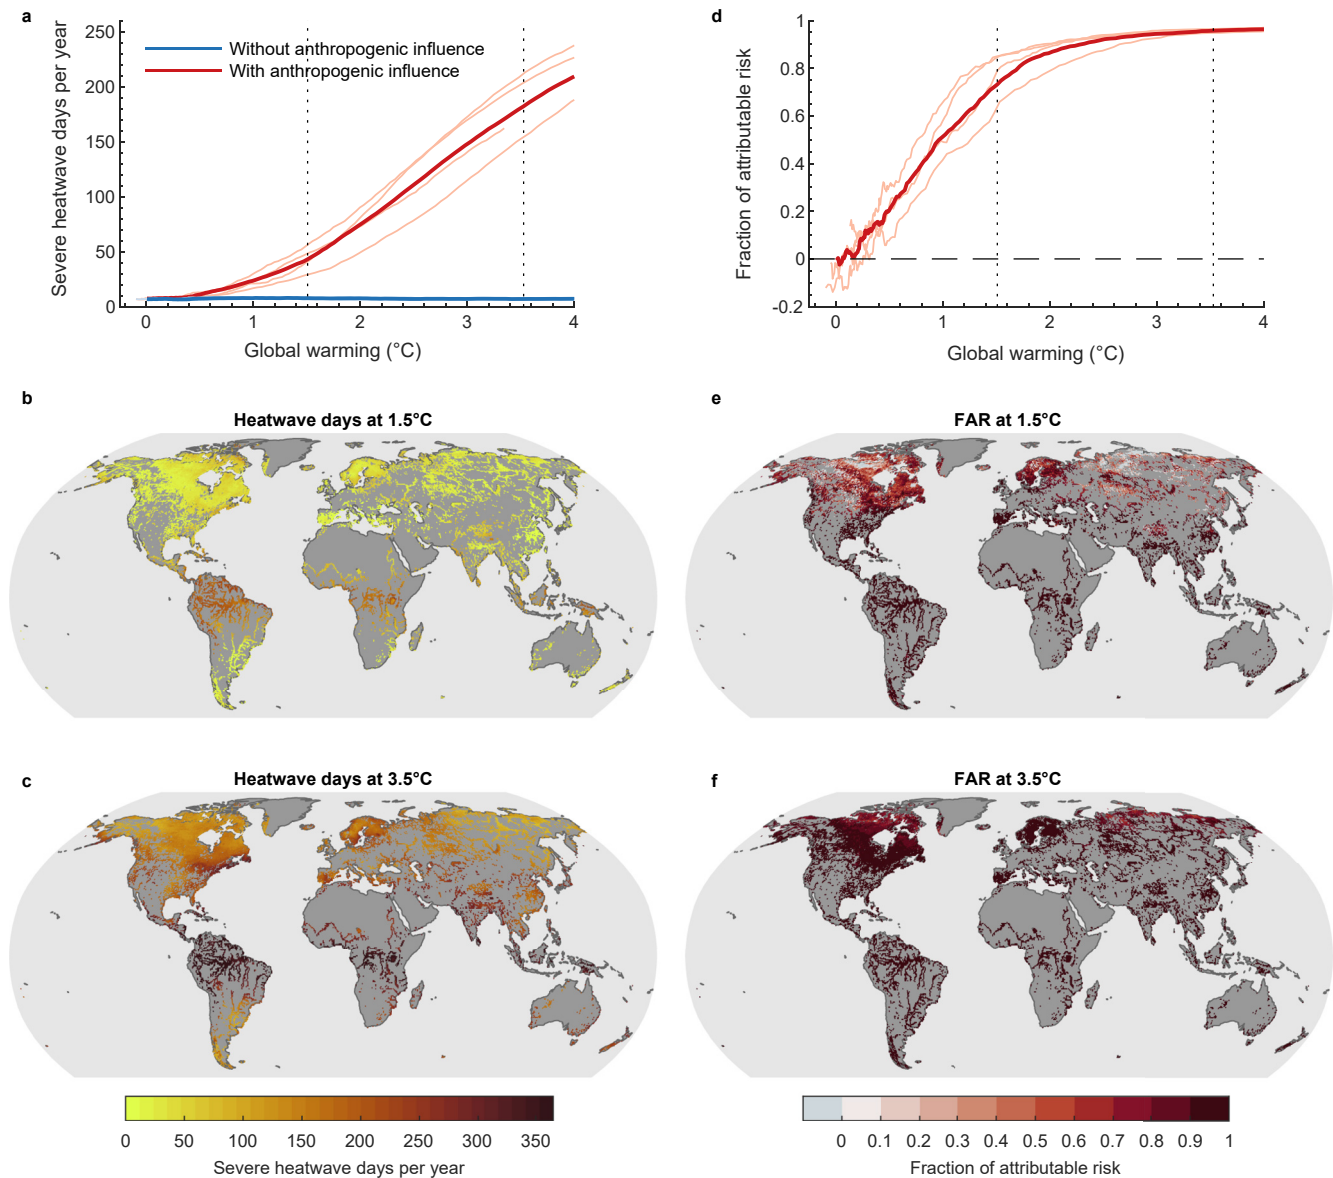 a
250
200
150
100
50
0
Severe heatwave days per year
Without anthropogenic influence
With anthropogenic influence
0 1 2 3 4
Global warming (°C)
d
1
0.8
0.6
0.4
0.2
0
-0.2
Fraction of attributable risk
0 1 2 3 4
Global warming (°C)
b
Heatwave days at 1.5°C
e
FAR at 1.5°C
c
Heatwave days at 3.5°C
f
FAR at 3.5°C
0 50 100 150 200 250 300 350
Severe heatwave days per year
0 0.1 0.2 0.3 0.4 0.5 0.6 0.7 0.8 0.9 1
Fraction of attributable risk